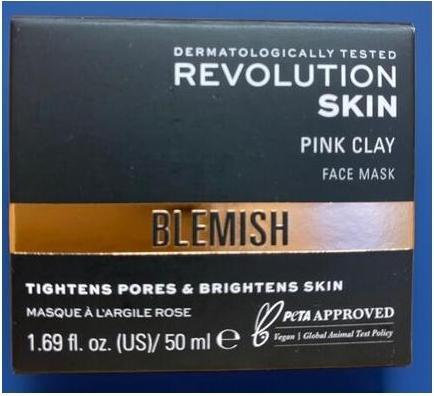 DERMATOLOGICALLY TESTED
REVOLUTION
SKIN
PINK CLAY
FACE MASK
BLEMISH
TIGHTENS PORES & BRIGHTENS SKIN
MASQUE À L'ARGILE ROSE
1.69 fl. oz. (US)/ 50 ml ℮
PETA APPROVED
Vegan | Global Animal Test Policy